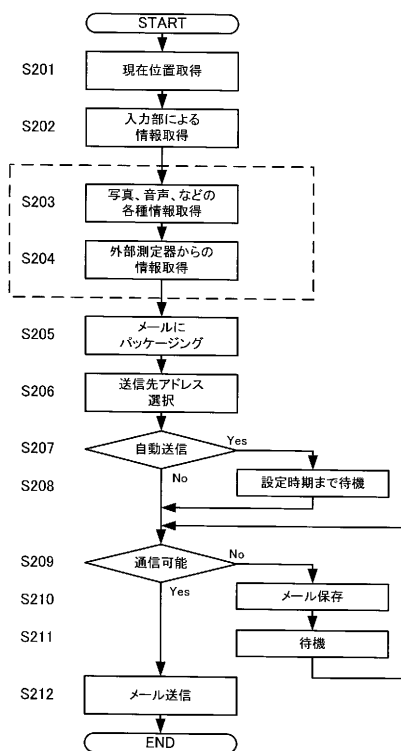 START
S201
現在位置取得
S202
入力部による
情報取得
S203
写真、音声、などの
各種情報取得
S204
外部測定器からの
情報取得
S205
メールに
パッケージング
S206
送信先アドレス
選択
S207
自動送信
Yes
No
S208
設定時期まで待機
S209
通信可能
No
Yes
S210
メール保存
S211
待機
S212
メール送信
END